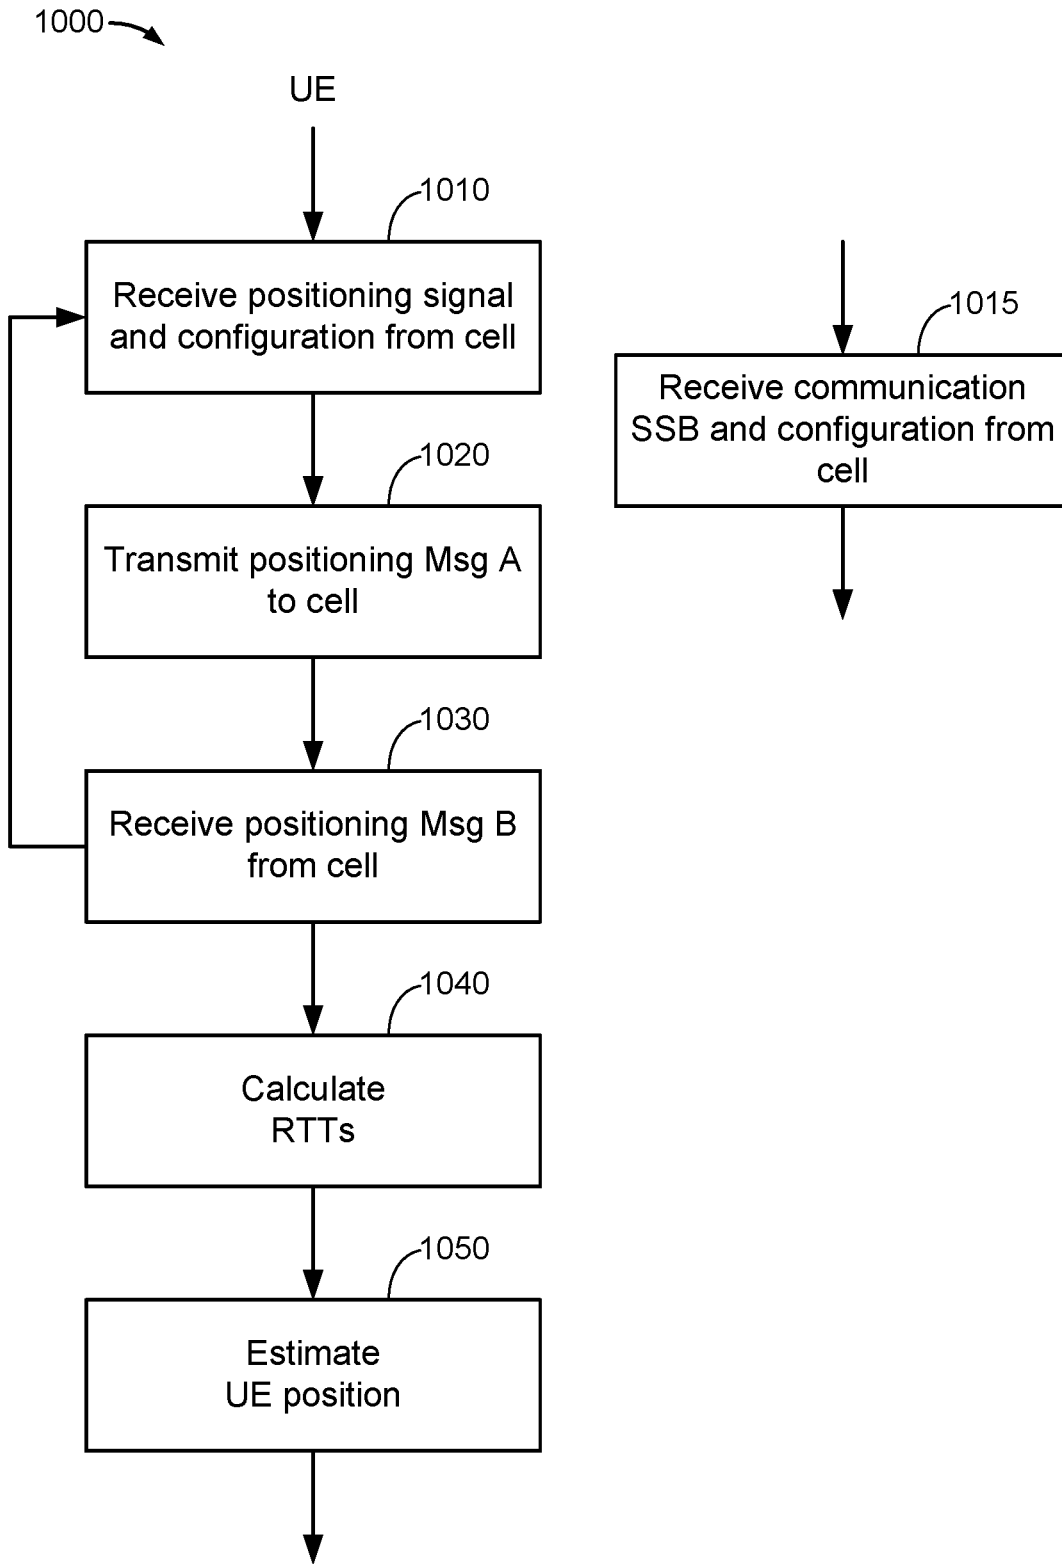 1000
UE
1010
Receive positioning signal
and configuration from cell
1015
Receive communication
SSB and configuration from
cell
1020
Transmit positioning Msg A
to cell
1030
Receive positioning Msg B
from cell
1040
Calculate
RTTs
1050
Estimate
UE position